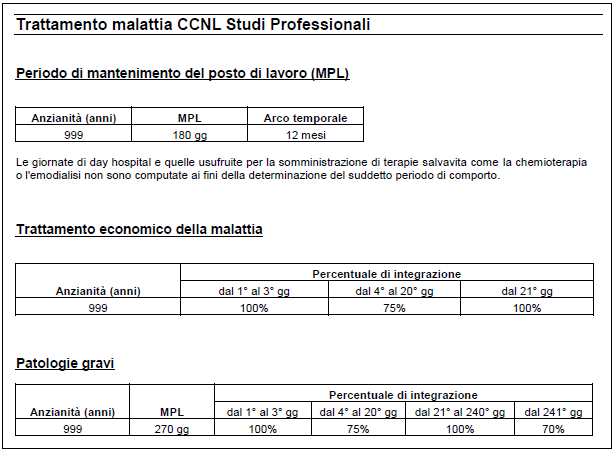 Trattamento malattia CCNL Studi Professionali
Periodo di mantenimento del posto di lavoro (MPL)
Anzianità (anni) MPL Arco temporale
999 180 gg 12 mesi
Le giornate di day hospital e quelle usufruite per la somministrazione di terapie salvavita come la chemioterapia
o l'emodialisi non sono computate ai fini della determinazione del suddetto periodo di comporto.
Trattamento economico della malattia
Percentuale di integrazione
Anzianità (anni) dal 1° al 3° gg dal 4° al 20° gg dal 21° gg
999 100% 75% 100%
Patologie gravi
Percentuale di integrazione
Anzianità (anni) MPL dal 1° al 3° gg dal 4° al 20° gg dal 21° al 240° gg dal 241° gg
999 270 gg 100% 75% 100% 70%